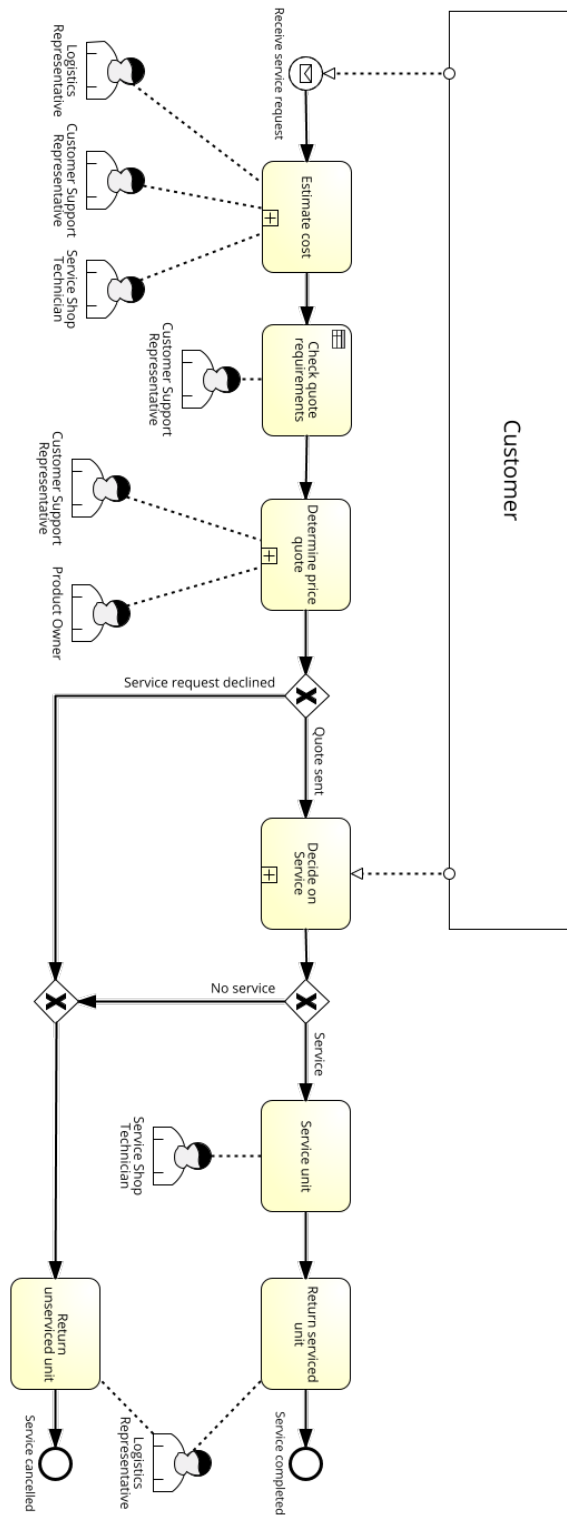 Customer
Receive service request
Estimate cost
Logistics
Representative
Customer Support
Representative
Service Shop
Technician
Check quote
requirements
Customer Support
Representative
Determine price
quote
Customer Support
Representative
Product Owner
Service request declined
Quote sent
Decide on
Service
No service
Service
Service unit
Service Shop
Technician
Return serviced
unit
Return
unserviced unit
Logistics
Representative
Service completed
Service cancelled